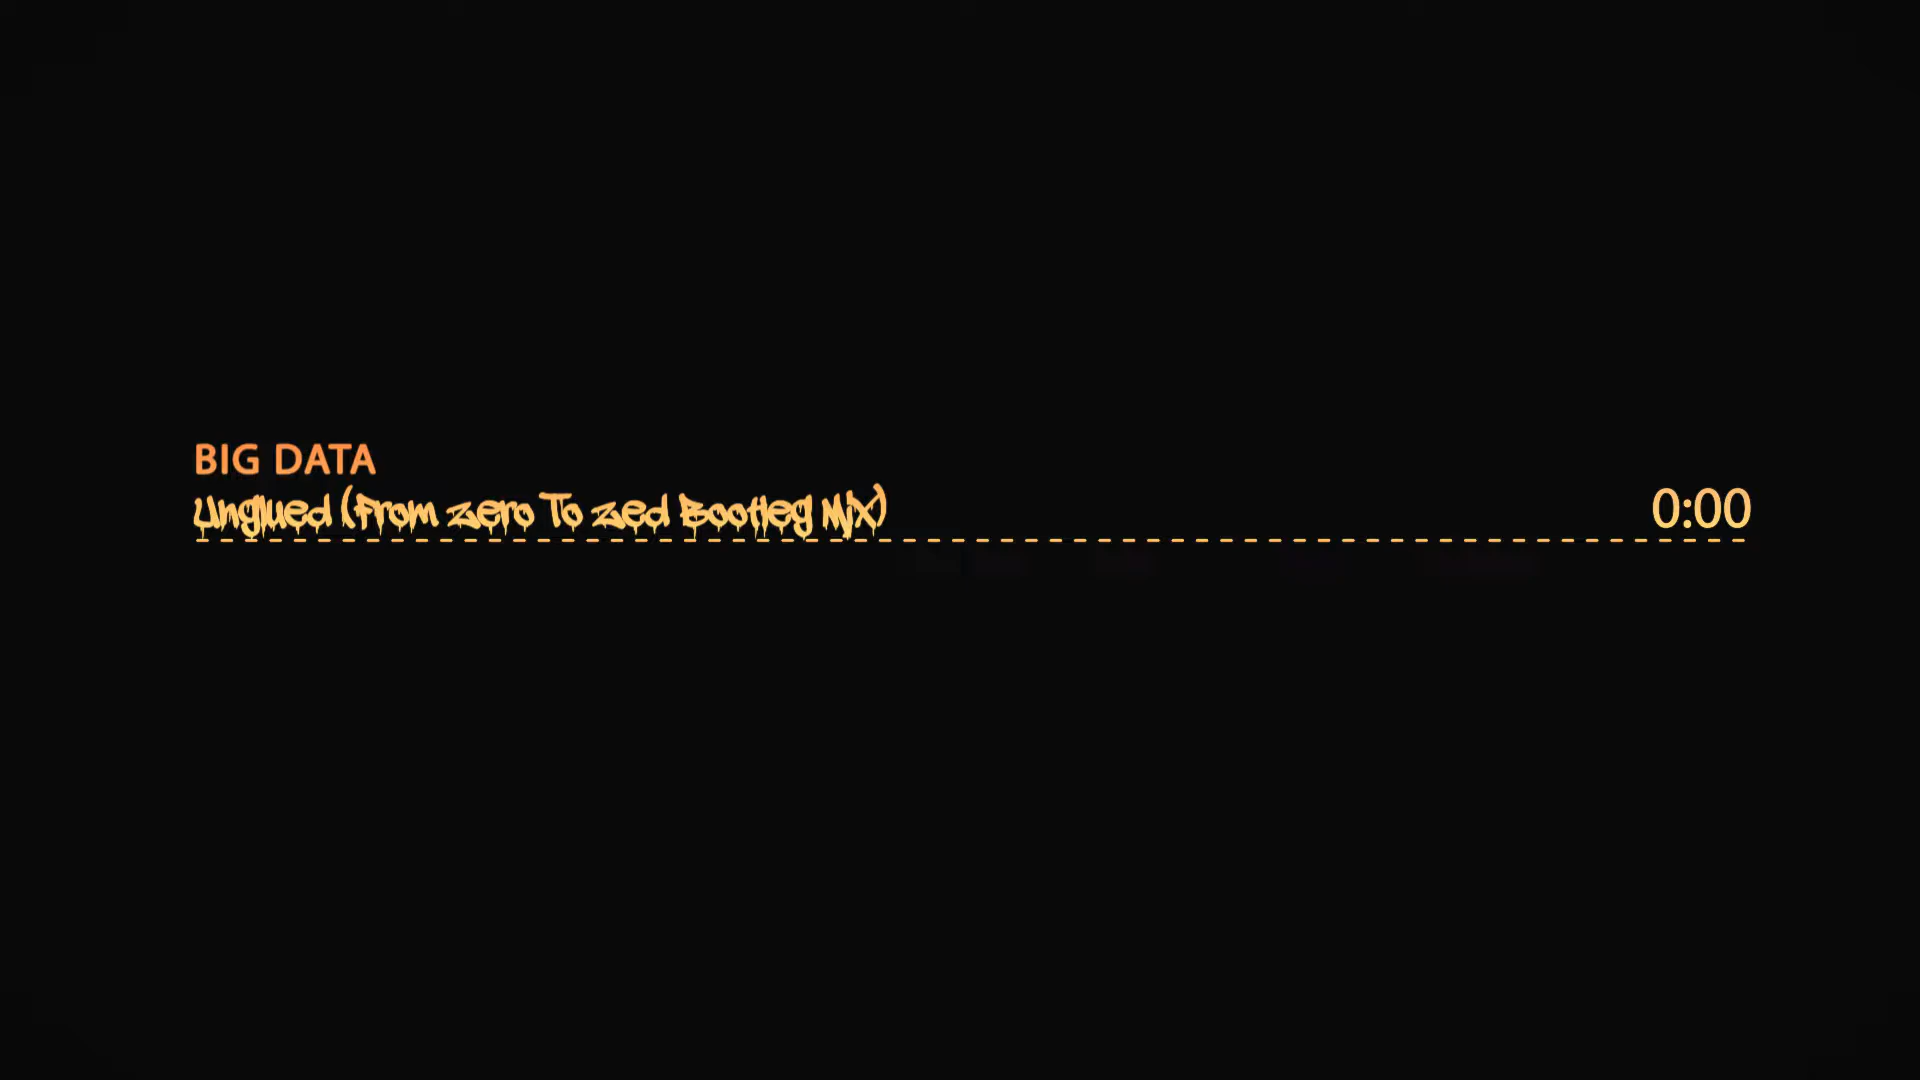 BIG DATA
Unglued (From Zero To Zed Bootleg Mix)
0:00